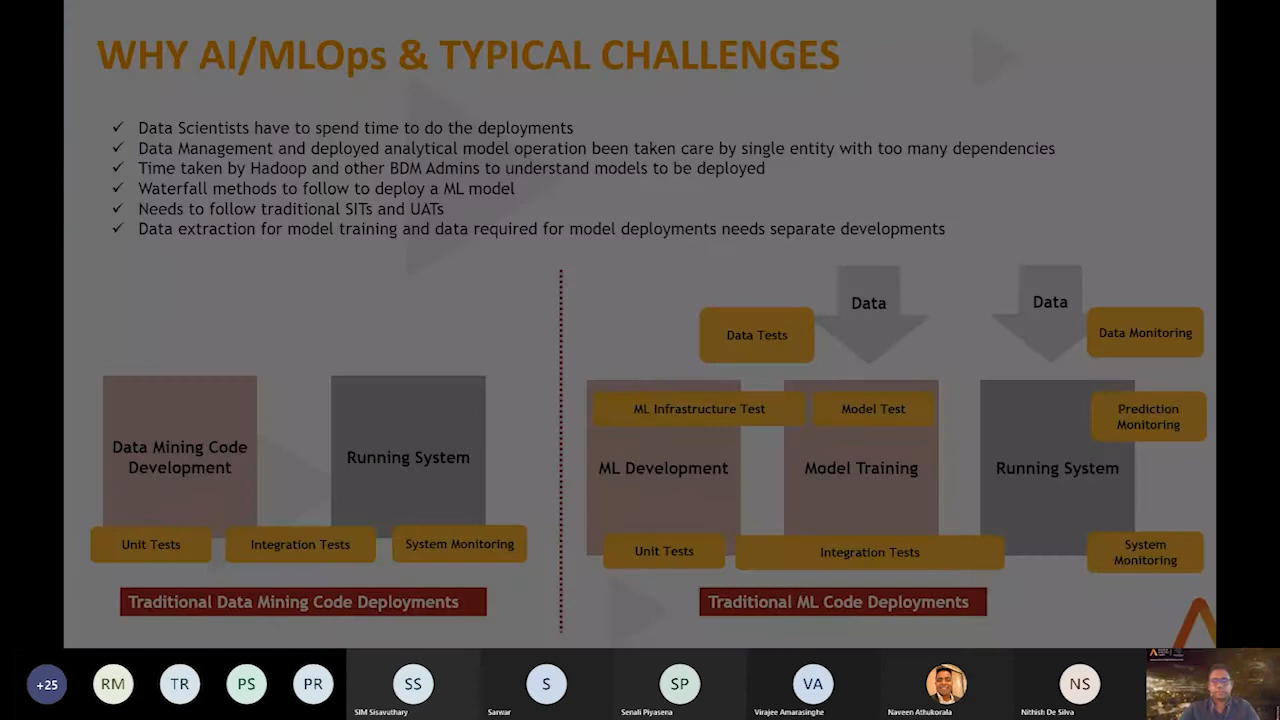 WHY AI/MLOps & TYPICAL CHALLENGES
✓ Data Scientists have to spend time to do the deployments
✓ Data Management and deployed analytical model operation been taken care by single entity with too many dependencies
✓ Time taken by Hadoop and other BDM Admins to understand models to be deployed
✓ Waterfall methods to follow to deploy a ML model
✓ Needs to follow traditional SITs and UATs
✓ Data extraction for model training and data required for model deployments needs separate developments
Data Mining Code
Development
Running System
Unit Tests
Integration Tests
System Monitoring
Traditional Data Mining Code Deployments
Data
Data
Data Tests
Data Monitoring
ML Infrastructure Test
Model Test
Prediction
Monitoring
ML Development
Model Training
Running System
Unit Tests
Integration Tests
System
Monitoring
Traditional ML Code Deployments
+25
RM
TR
PS
PR
SS
SIM Sisavuthary
S
Sarwar
SP
Senali Piyasena
VA
Virajee Amarasinghe
Naveen Athukorala
NS
Nithish De Silva